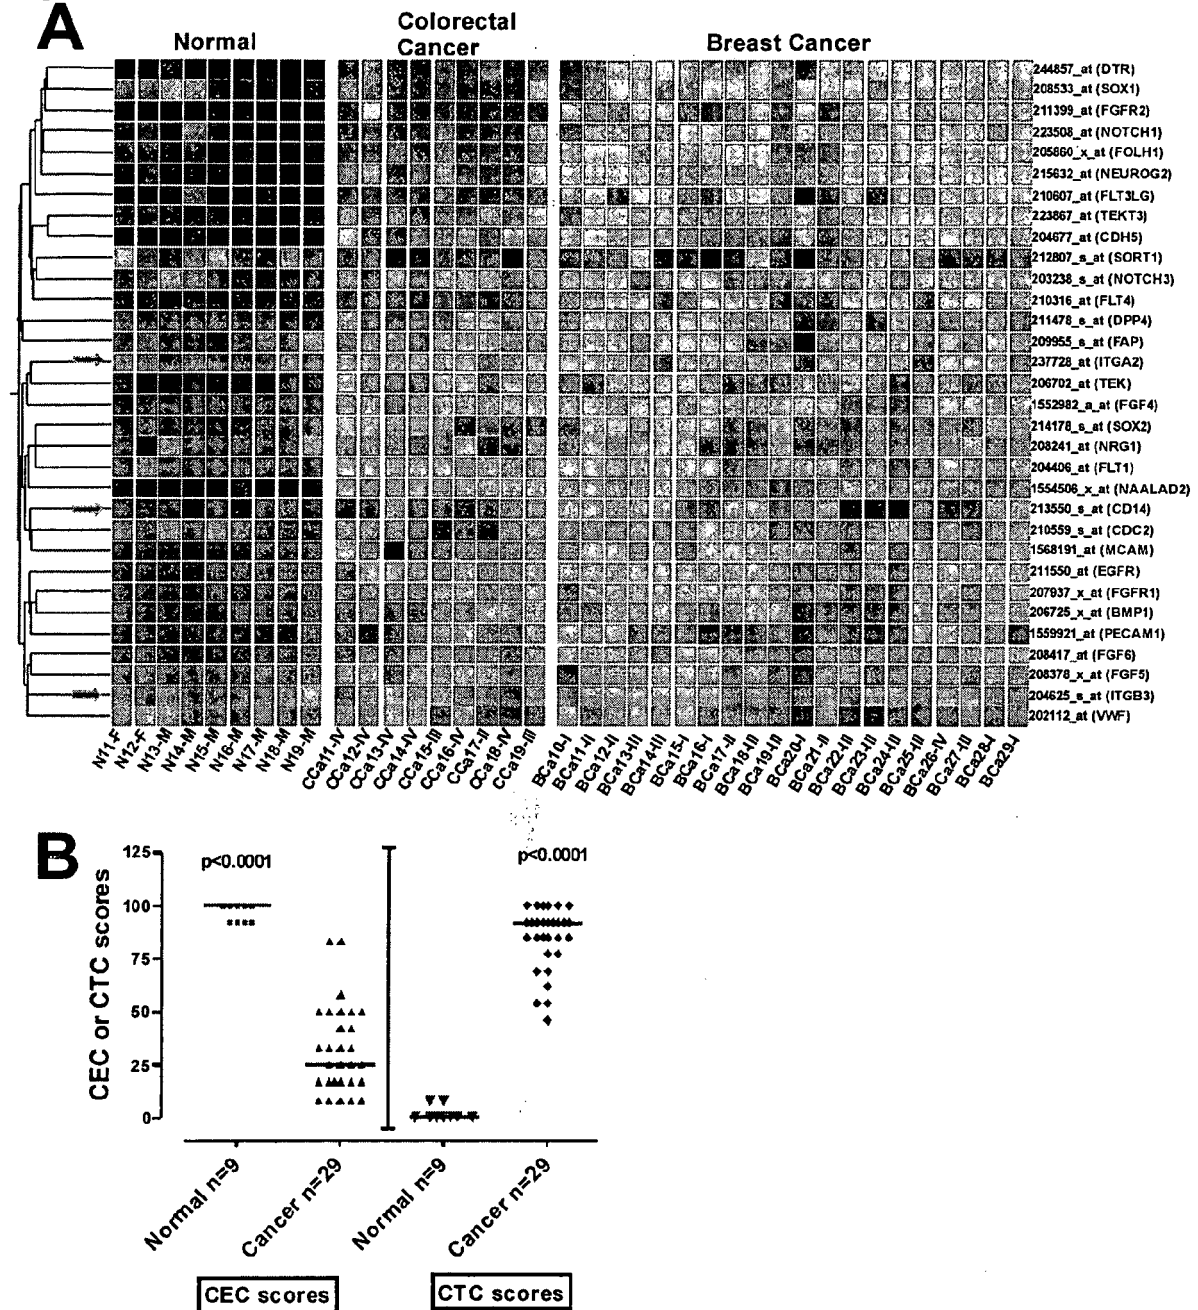 A
Normal
Colorectal
Cancer
Breast Cancer
244857_at (DTR)
208533_at (SOX1)
211399_at (FGFR2)
223508_at (NOTCH1)
205860_x_at (FOLH1)
215632_at (NEUROG2)
210607_at (FLT3LG)
223867_at (TEKT3)
204677_at (CDH5)
212807_s_at (SORT1)
203238_s_at (NOTCH3)
210316_at (FLT4)
211478_s_at (DPP4)
209955_s_at (FAP)
237728_at (ITGA2)
206702_at (TEK)
1552982_a_at (FGF4)
214178_s_at (SOX2)
208241_at (NRG1)
204406_at (FLT1)
1554506_x_at (NAALAD2)
213550_s_at (CD14)
210559_s_at (CDC2)
1568191_at (MCAM)
211550_at (EGFR)
207937_x_at (FGFR1)
206725_x_at (BMP1)
1559921_at (PECAM1)
208417_at (FGF6)
208378_x_at (FGF5)
204625_s_at (ITGB3)
202112_at (VWF)
N11-F
N12-F
N13-M
N14-M
N15-M
N16-M
N17-M
N18-M
N19-M
CCa11-IV
CCa12-IV
CCa13-IV
CCa14-IV
CCa15-III
CCa16-IV
CCa17-II
CCa18-IV
CCa19-III
BCa10-I
BCa11-II
BCa12-II
BCa13-III
BCa14-III
BCa15-I
BCa16-I
BCa17-II
BCa18-III
BCa19-II
BCa20-I
BCa21-II
BCa22-II
BCa23-III
BCa24-III
BCa25-III
BCa26-IV
BCa27-III
BCa28-I
BCa29-I
B
CEC or CTC scores
125
100
75
50
25
0
p<0.0001
p<0.0001
Normal n=9
Cancer n=29
Normal n=9
Cancer n=29
CEC scores
CTC scores